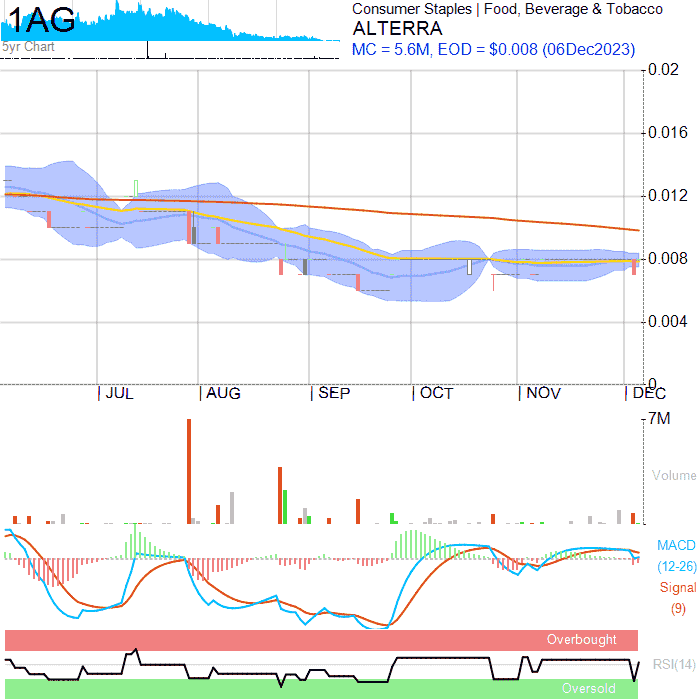 1AG
Consumer Staples | Food, Beverage & Tobacco
ALTERRA
5yr Chart
MC = 5.6M, EOD = $0.008 (06Dec2023)
0.02
0.016
0.012
0.008
0.004
0
JUL AUG SEP OCT NOV DEC
7M
Volume
MACD
(12-26)
Signal
(9)
Overbought
RSI(14)
Oversold